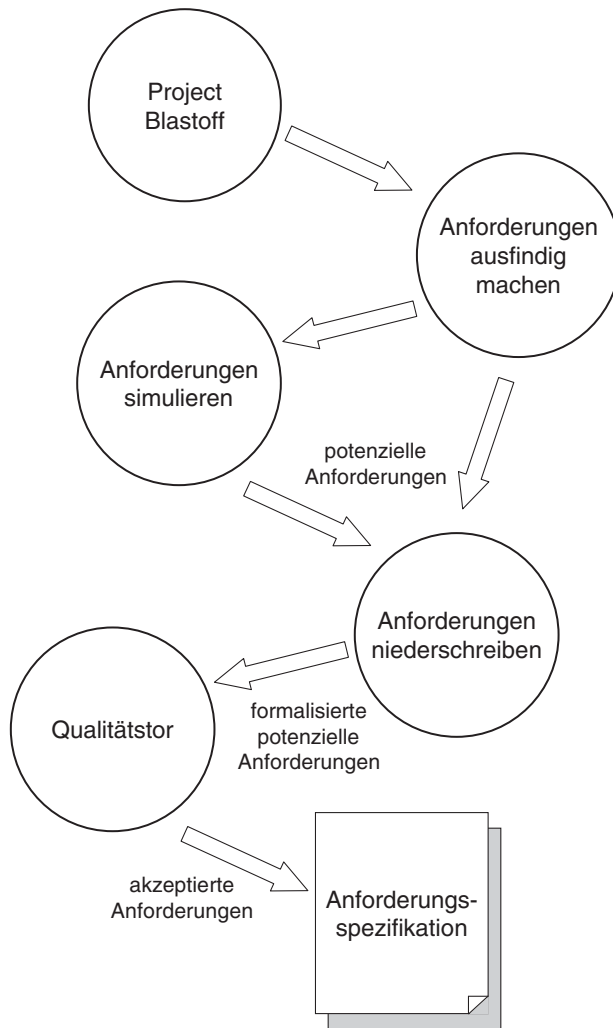 Project
Blastoff
Anforderungen
ausfindig
machen
Anforderungen
simulieren
potenzielle
Anforderungen
Anforderungen
niederschreiben
Qualitätstor
formalisierte
potenzielle
Anforderungen
akzeptierte
Anforderungen
Anforderungs-
spezifikation